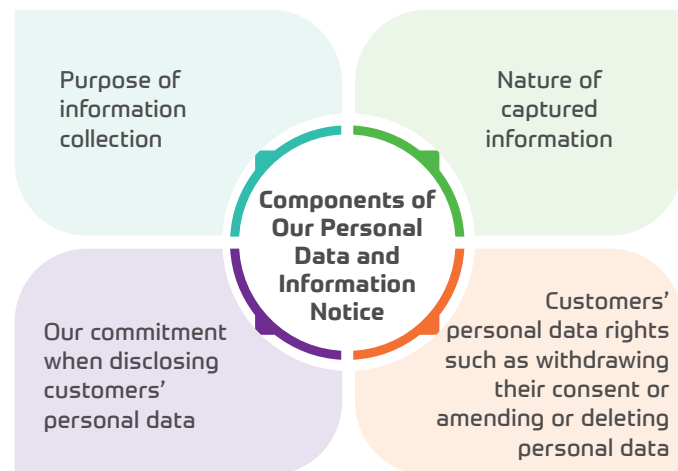 Purpose of
information
collection
Nature of
captured
information
Components of
Our Personal
Data and
Information
Notice
Our commitment
when disclosing
customers’
personal data
Customers’
personal data rights
such as withdrawing
their consent or
amending or deleting
personal data